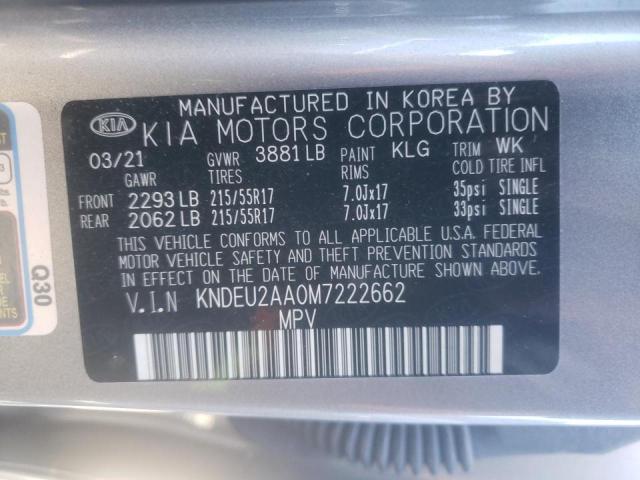 MANUFACTURED IN KOREA BY
KIA KIA MOTORS CORPORATION
03/21 GVWR 3881 LB PAINT KLG TRIM WK
GAWR TIRES RIMS COLD TIRE INFL
FRONT 2293 LB 215/55R17 7.0Jx17 35psi SINGLE
REAR 2062 LB 215/55R17 7.0Jx17 33psi SINGLE
THIS VEHICLE CONFORMS TO ALL APPLICABLE U.S.A. FEDERAL
MOTOR VEHICLE SAFETY AND THEFT PREVENTION STANDARDS
IN EFFECT ON THE DATE OF MANUFACTURE SHOWN ABOVE.
V.I.N KNDEU2AA0M7222662
MPV
Q30